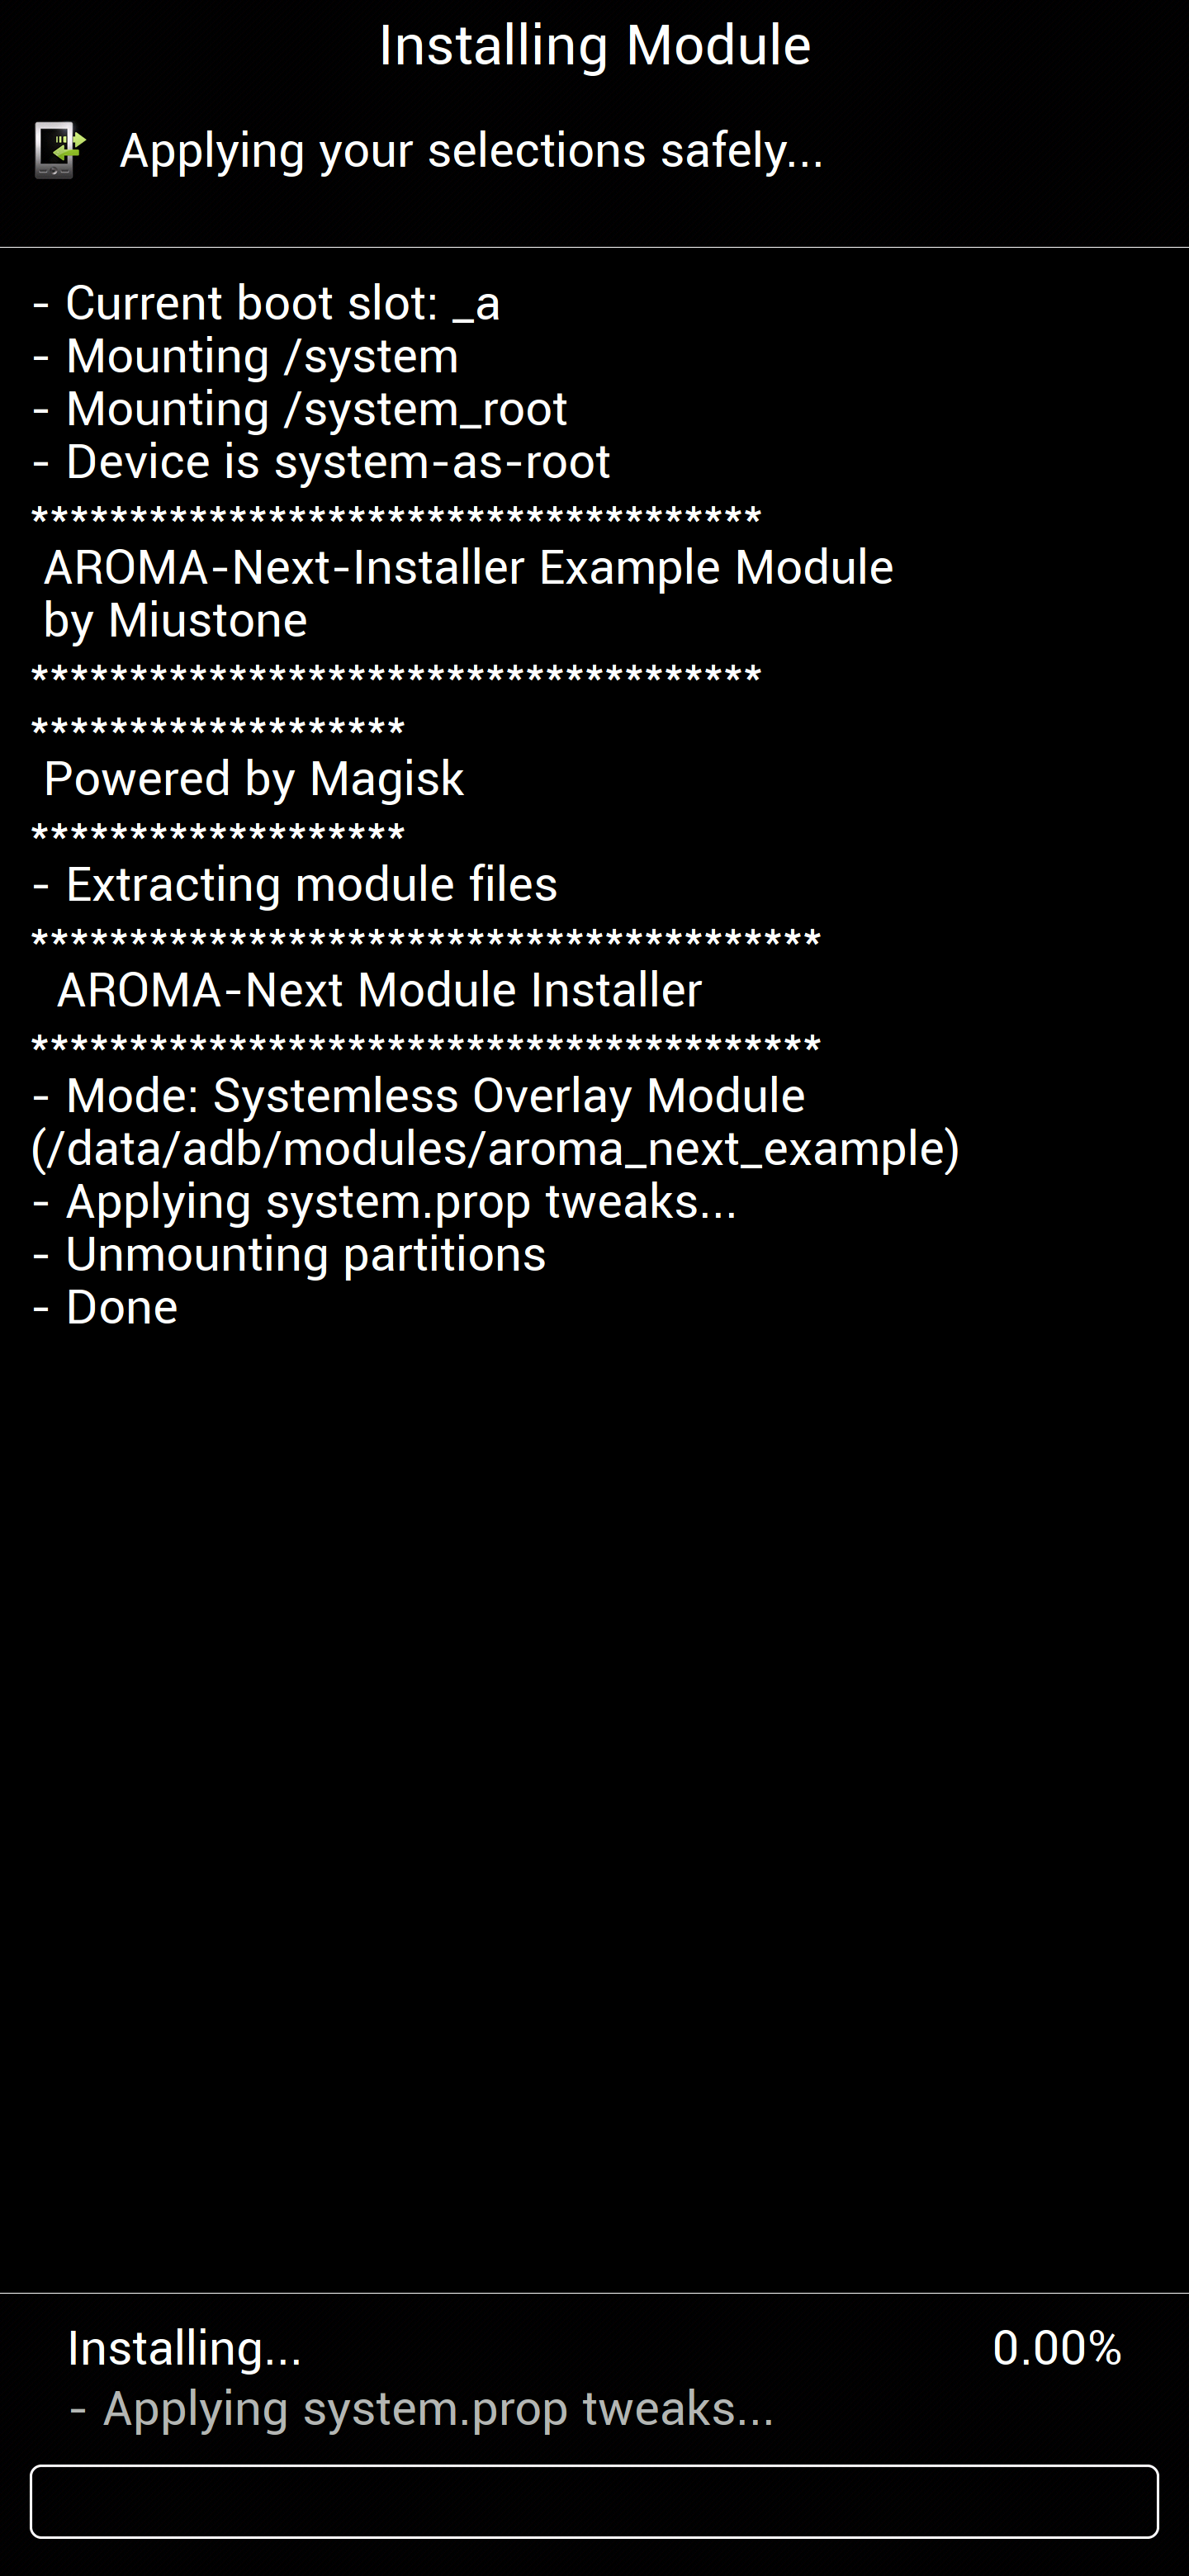 Installing Module
Applying your selections safely...
- Current boot slot: _a
- Mounting /system
- Mounting /system_root
- Device is system-as-root
*************************************
AROMA-Next-Installer Example Module
by Miustone
*************************************
*******************
Powered by Magisk
*******************
- Extracting module files
****************************************
AROMA-Next Module Installer
****************************************
- Mode: Systemless Overlay Module
(/data/adb/modules/aroma_next_example)
- Applying system.prop tweaks...
- Unmounting partitions
- Done
Installing... 0.00%
- Applying system.prop tweaks...